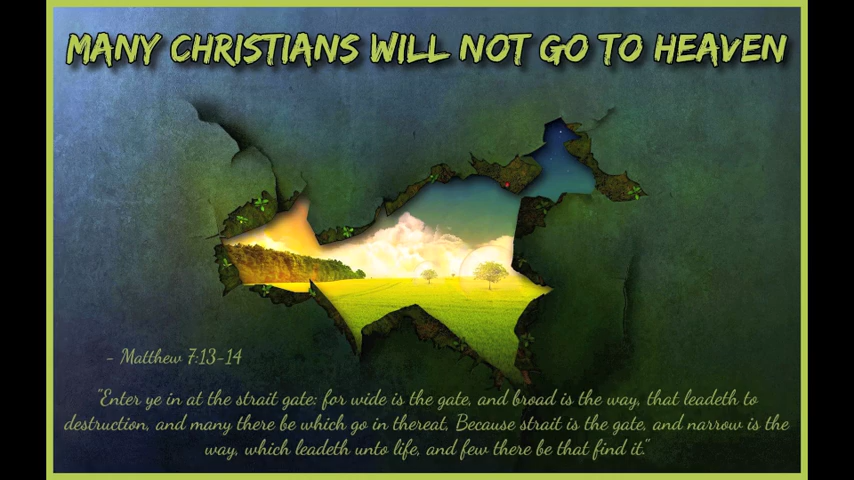 MANY CHRISTIANS WILL NOT GO TO HEAVEN
- Matthew 7:13-14
"Enter ye in at the strait gate: for wide is the gate, and broad is the way, that leadeth to
destruction, and many there be which go in thereat, Because strait is the gate, and narrow is the
way, which leadeth unto life, and few there be that find it."